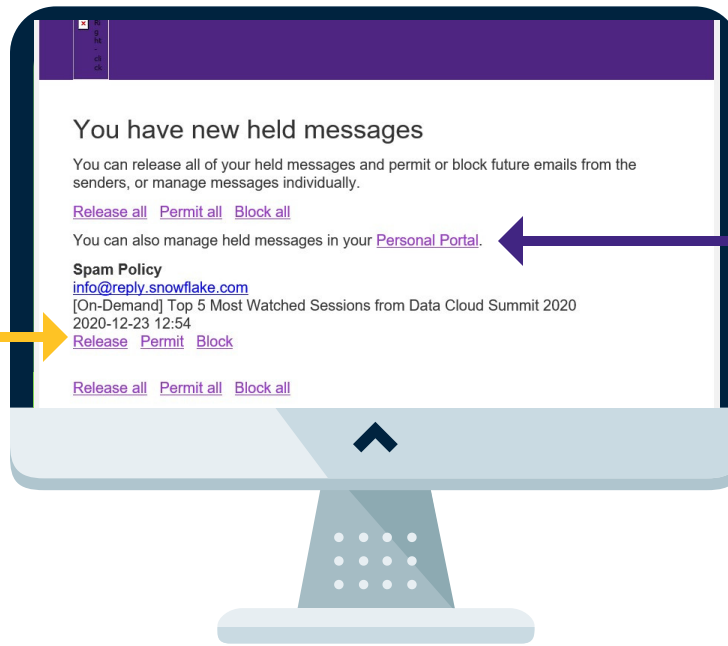 You have new held messages
You can release all of your held messages and permit or block future emails from the
senders, or manage messages individually.
Release all Permit all Block all
You can also manage held messages in your Personal Portal.
Spam Policy
info@reply.snowflake.com
[On-Demand] Top 5 Most Watched Sessions from Data Cloud Summit 2020
2020-12-23 12:54
Release Permit Block
Release all Permit all Block all